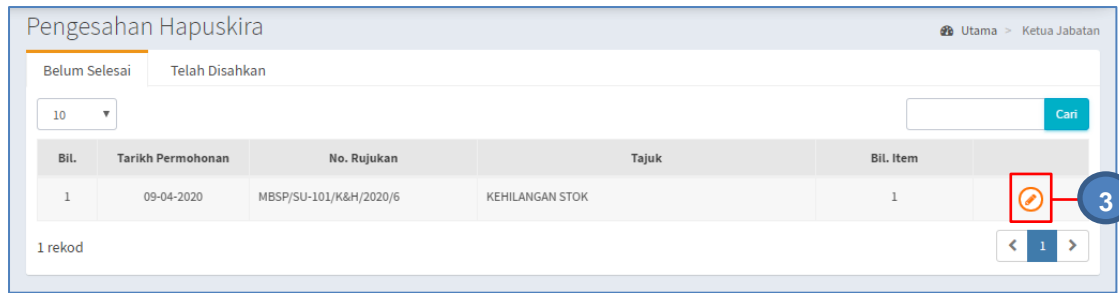 Pengesahan Hapuskira
Utama > Ketua Jabatan
Belum Selesai Telah Disahkan
10 Cari
Bil. Tarikh Permohonan No. Rujukan Tajuk Bil. Item
1 09-04-2020 MBSP/SU-101/K&H/2020/6 KEHILANGAN STOK 1
3
1 rekod < 1 >